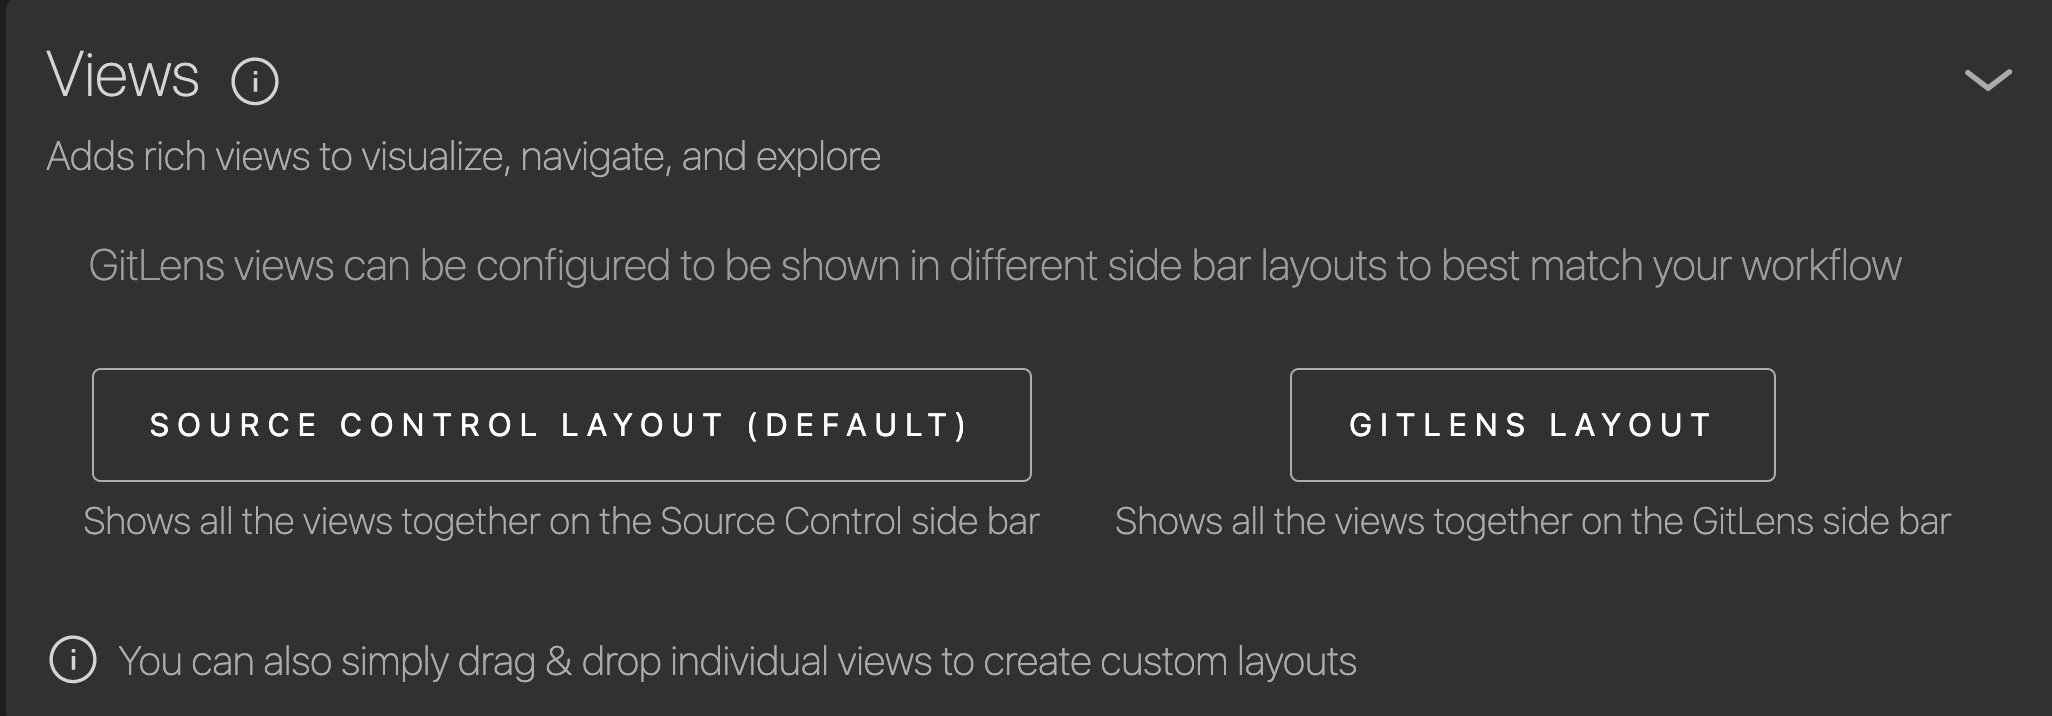 Views
Adds rich views to visualize, navigate, and explore
GitLens views can be configured to be shown in different side bar layouts to best match your workflow
SOURCE CONTROL LAYOUT (DEFAULT)
Shows all the views together on the Source Control side bar
GITLENS LAYOUT
Shows all the views together on the GitLens side bar
You can also simply drag & drop individual views to create custom layouts